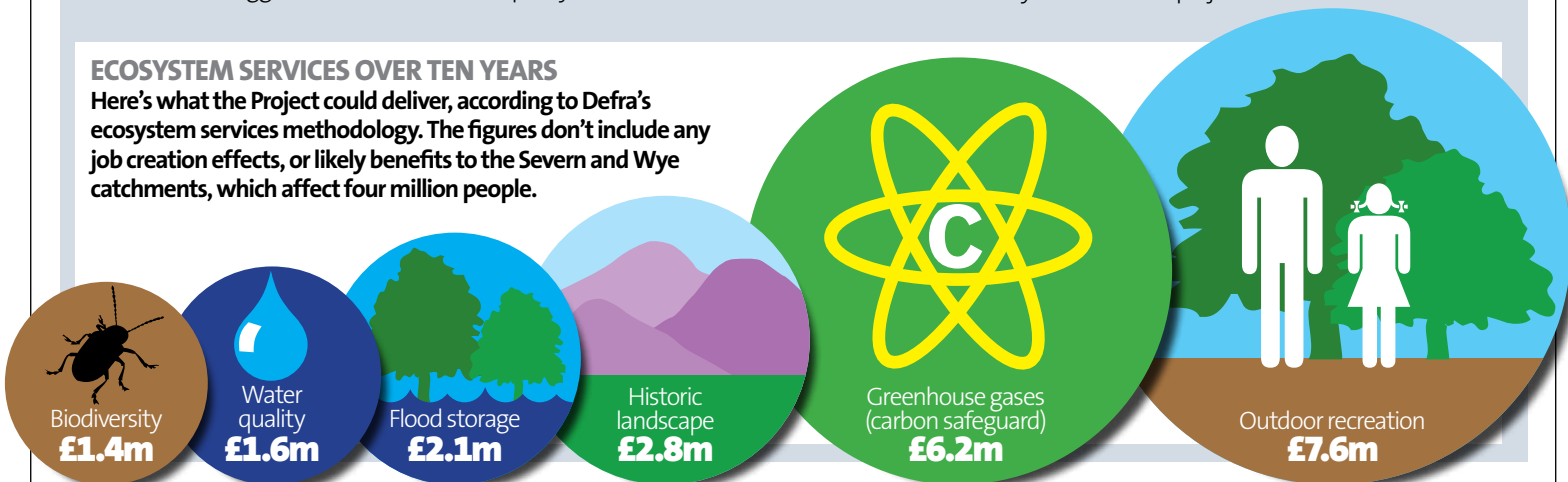 ECOSYSTEM SERVICES OVER TEN YEARS
Here’s what the Project could deliver, according to Defra’s
ecosystem services methodology. The figures don’t include any
job creation effects, or likely benefits to the Severn and Wye
catchments, which affect four million people.
C
Biodiversity
£1.4m
Water
quality
£1.6m
Flood storage
£2.1m
Historic
landscape
£2.8m
Greenhouse gases
(carbon safeguard)
£6.2m
Outdoor recreation
£7.6m